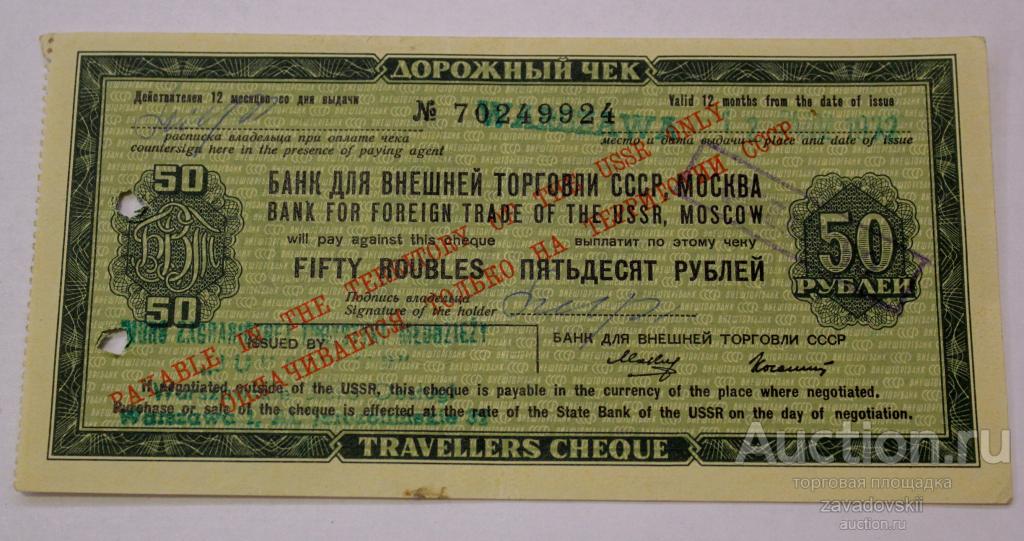 ДОРОЖНЫЙ ЧЕК
Действителен 12 месяцев со дня выдачи
№ 70249924
Valid 12 months from the date of issue
WARSZAWA
расписка владельца при оплате чека
countersign here in the presence of paying agent
место и дата выдачи place and date of issue
50
БВТ
50
БАНК ДЛЯ ВНЕШНЕЙ ТОРГОВЛИ СССР, МОСКВА
BANK FOR FOREIGN TRADE OF THE USSR, MOSCOW
will pay against this cheque выплатит по этому чеку
FIFTY ROUBLES ПЯТЬДЕСЯТ РУБЛЕЙ
50
РУБЛЕЙ
Подпись владельца
Signature of the holder
PAYABLE IN THE TERRITORY OF THE USSR ONLY
ОПЛАЧИВАЕТСЯ ТОЛЬКО НА ТЕРРИТОРИИ СССР
ISSUED BY
БАНК ДЛЯ ВНЕШНЕЙ ТОРГОВЛИ СССР
MŁODZIEŻY
If negotiated outside of the USSR, this cheque is payable in the currency of the place where negotiated.
Purchase or sale of the cheque is effected at the rate of the State Bank of the USSR on the day of negotiation.
Warszawa 1,
TRAVELLERS CHEQUE
Auction.ru
торговая площадка
zavadovskii
auction.ru